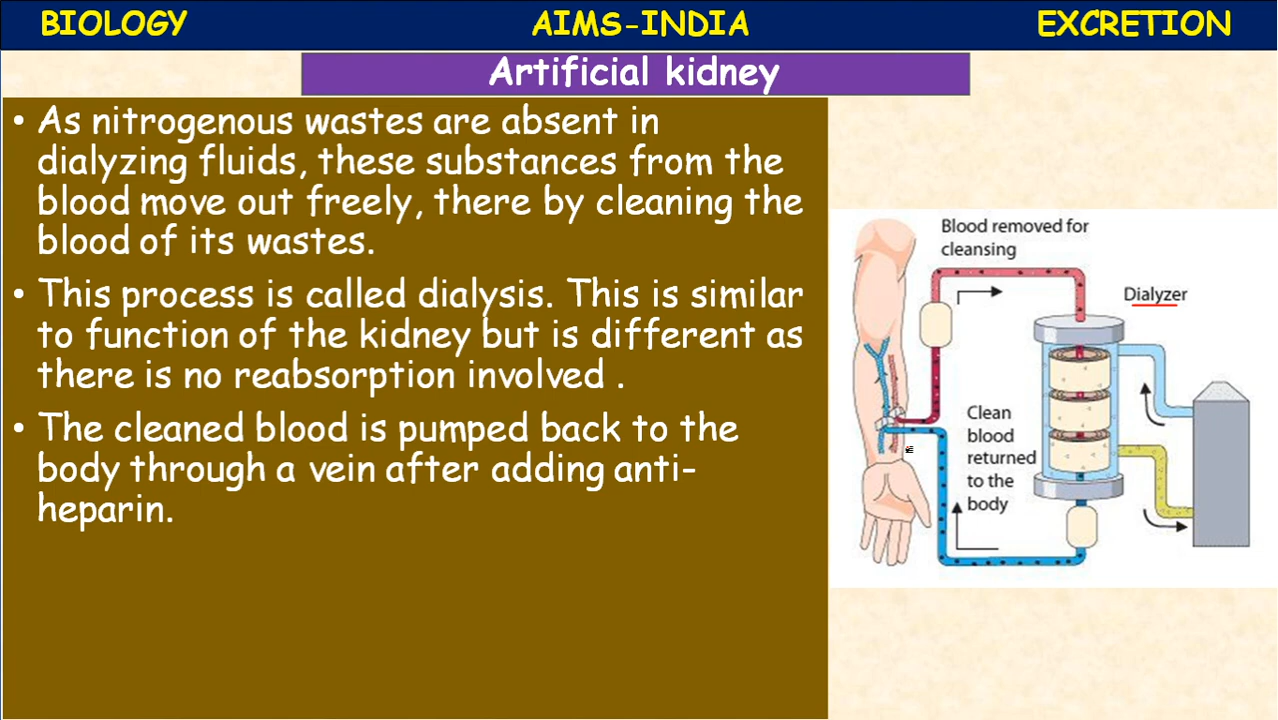 BIOLOGY AIMS-INDIA EXCRETION
Artificial kidney
• As nitrogenous wastes are absent in
dialyzing fluids, these substances from the
blood move out freely, there by cleaning the
blood of its wastes.
• This process is called dialysis. This is similar
to function of the kidney but is different as
there is no reabsorption involved .
• The cleaned blood is pumped back to the
body through a vein after adding anti-
heparin.
Blood removed for
cleansing
Dialyzer
Clean
blood
returned
to the
body